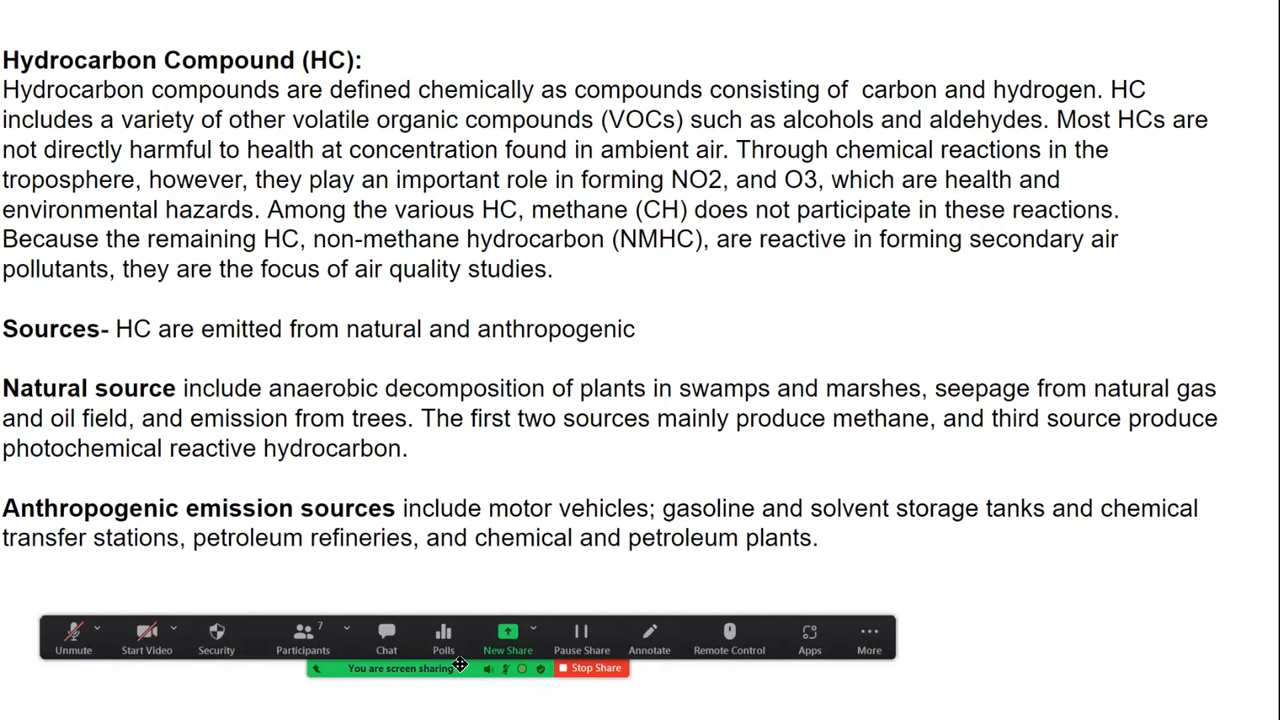 Hydrocarbon Compound (HC):
Hydrocarbon compounds are defined chemically as compounds consisting of  carbon and hydrogen. HC
includes a variety of other volatile organic compounds (VOCs) such as alcohols and aldehydes. Most HCs are
not directly harmful to health at concentration found in ambient air. Through chemical reactions in the
troposphere, however, they play an important role in forming NO2, and O3, which are health and
environmental hazards. Among the various HC, methane (CH) does not participate in these reactions.
Because the remaining HC, non-methane hydrocarbon (NMHC), are reactive in forming secondary air
pollutants, they are the focus of air quality studies.
Sources- HC are emitted from natural and anthropogenic
Natural source include anaerobic decomposition of plants in swamps and marshes, seepage from natural gas
and oil field, and emission from trees. The first two sources mainly produce methane, and third source produce
photochemical reactive hydrocarbon.
Anthropogenic emission sources include motor vehicles; gasoline and solvent storage tanks and chemical
transfer stations, petroleum refineries, and chemical and petroleum plants.
7
Unmute Start Video Security Participants Chat Polls New Share Pause Share Annotate Remote Control Apps More
You are screen sharing Stop Share